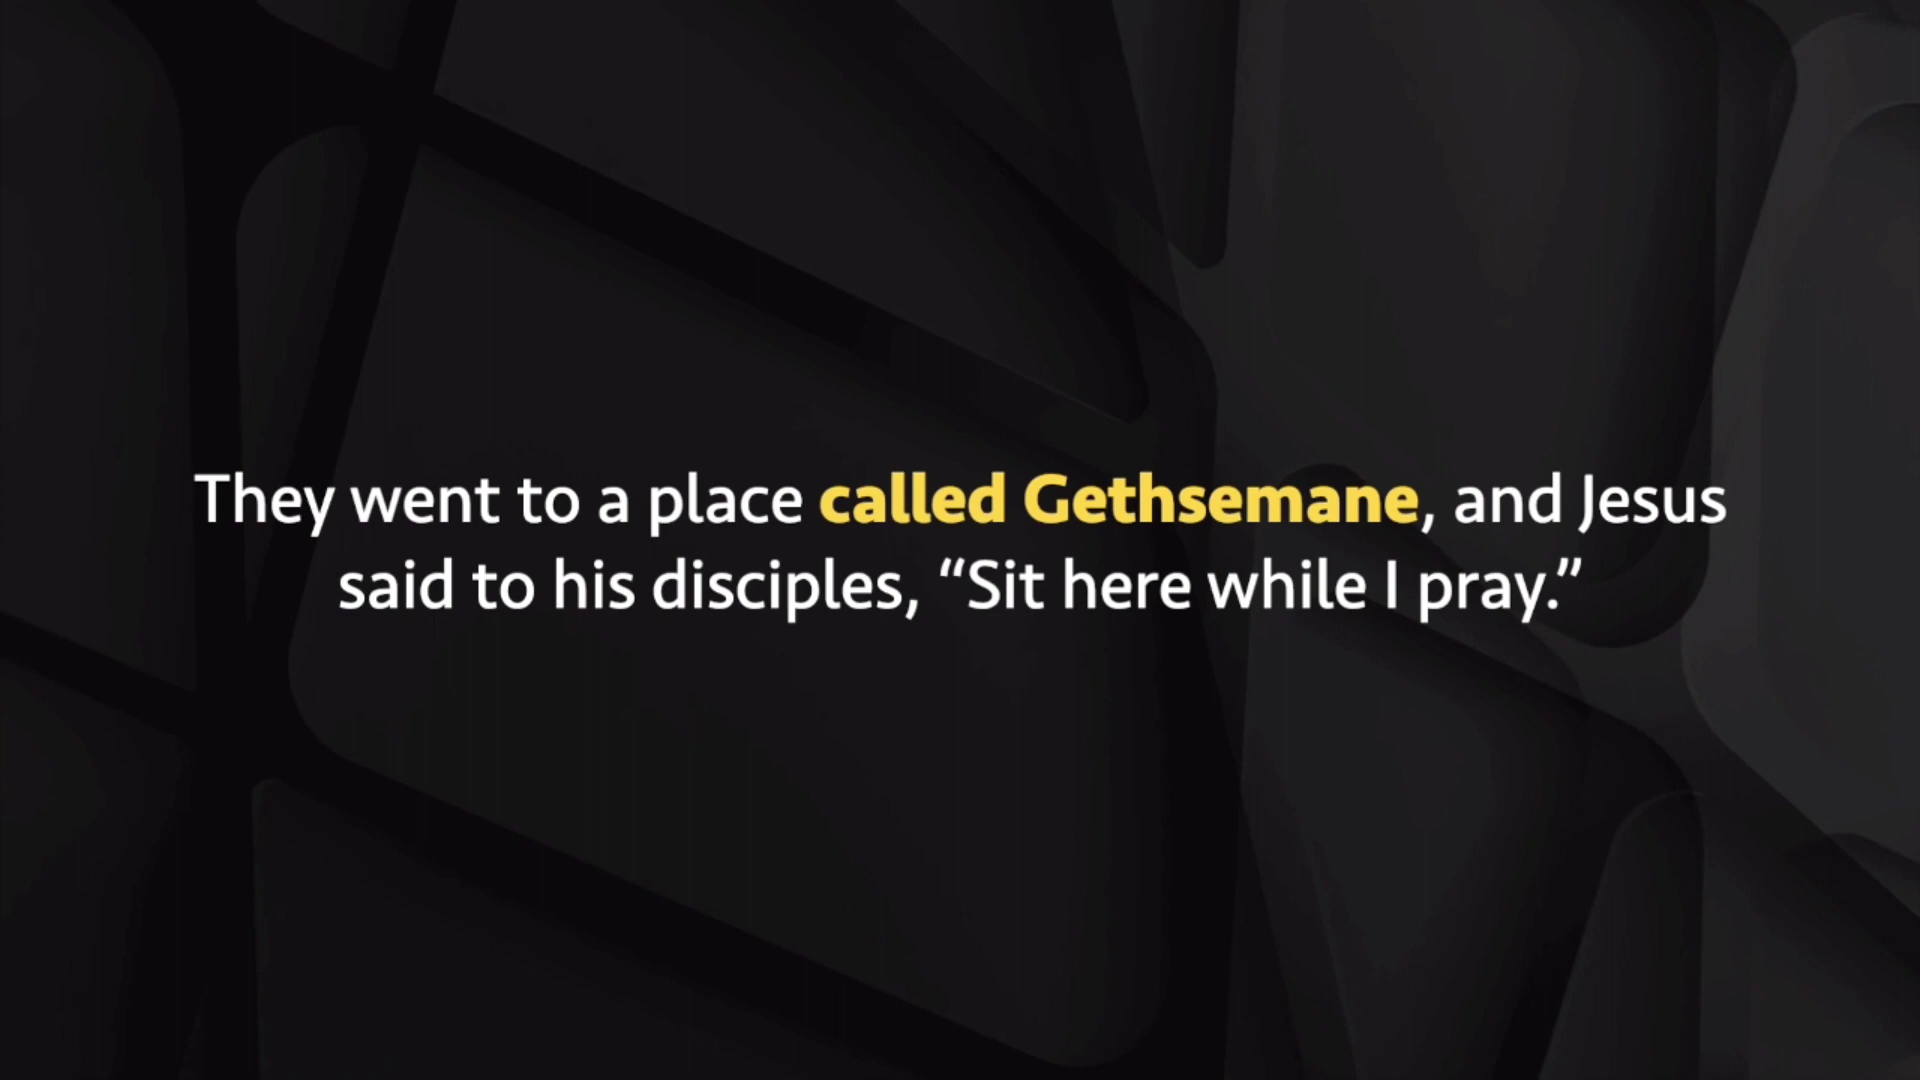 They went to a place called Gethsemane, and Jesus
said to his disciples, “Sit here while I pray.”